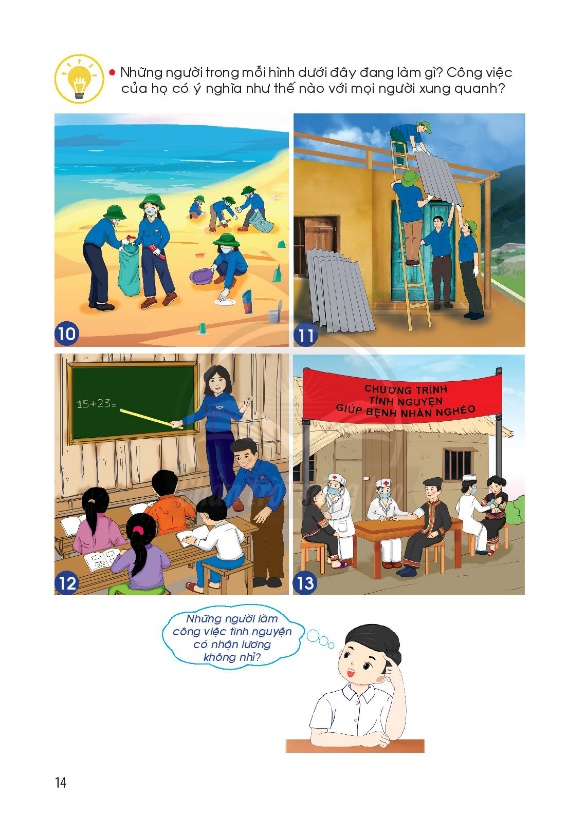 Những người trong mỗi hình dưới đây đang làm gì? Công việc
của họ có ý nghĩa như thế nào với mọi người xung quanh?
10
11
15+23=
12
CHƯƠNG TRÌNH
TÌNH NGUYỆN
GIÚP BỆNH NHÂN NGHÈO
13
Những người làm
công việc tình nguyện
có nhận lương
không nhỉ?
14